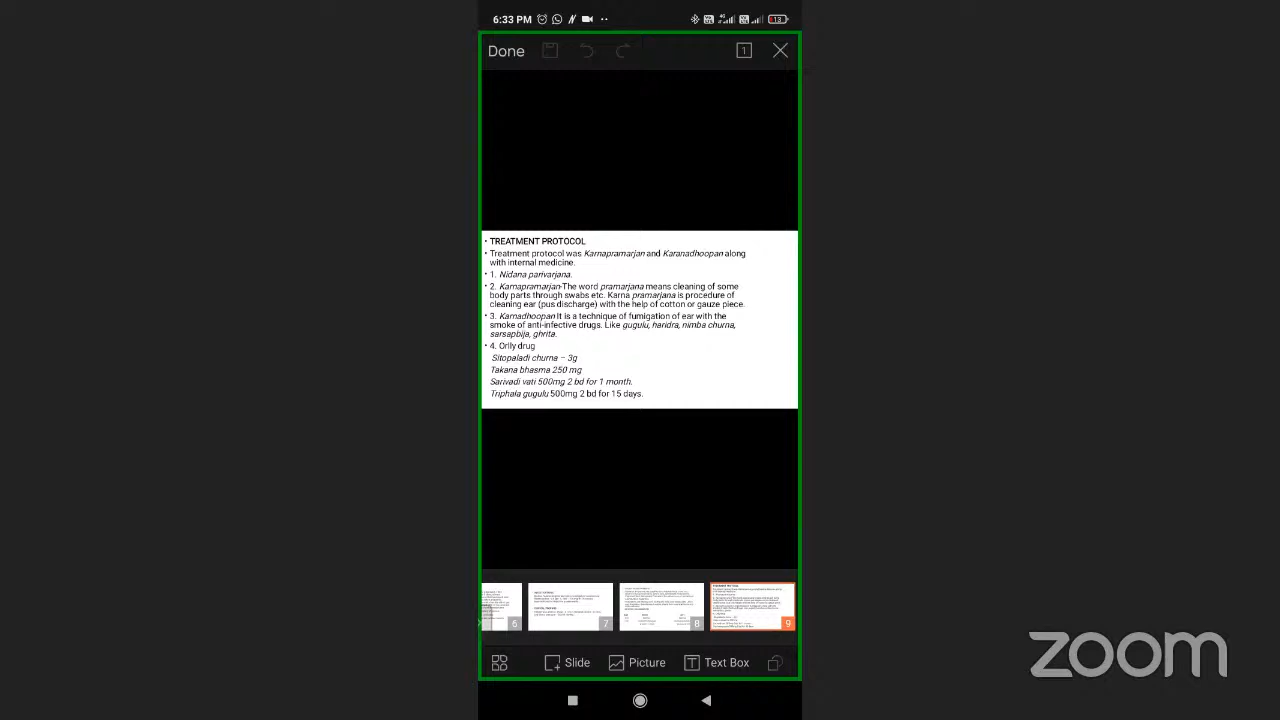 6:33 PM
13
Done
1
• TREATMENT PROTOCOL
• Treatment protocol was Karnapramarjan and Karanadhoopan along
with internal medicine.
• 1. Nidana parivarjana.
• 2. Karnapramarjan-The word pramarjana means cleaning of some
body parts through swabs etc. Karna pramarjana is procedure of
cleaning ear (pus discharge) with the help of cotton or gauze piece.
• 3. Karnadhoopan It is a technique of fumigation of ear with the
smoke of anti-infective drugs. Like gugulu, haridra, nimba churna,
sarsapbija, ghrita.
• 4. Orlly drug
Sitopaladi churna – 3g
Takana bhasma 250 mg
Sarivadi vati 500mg 2 bd for 1 month.
Triphala gugulu 500mg 2 bd for 15 days.
6
7
8
9
Slide
Picture
Text Box
zoom